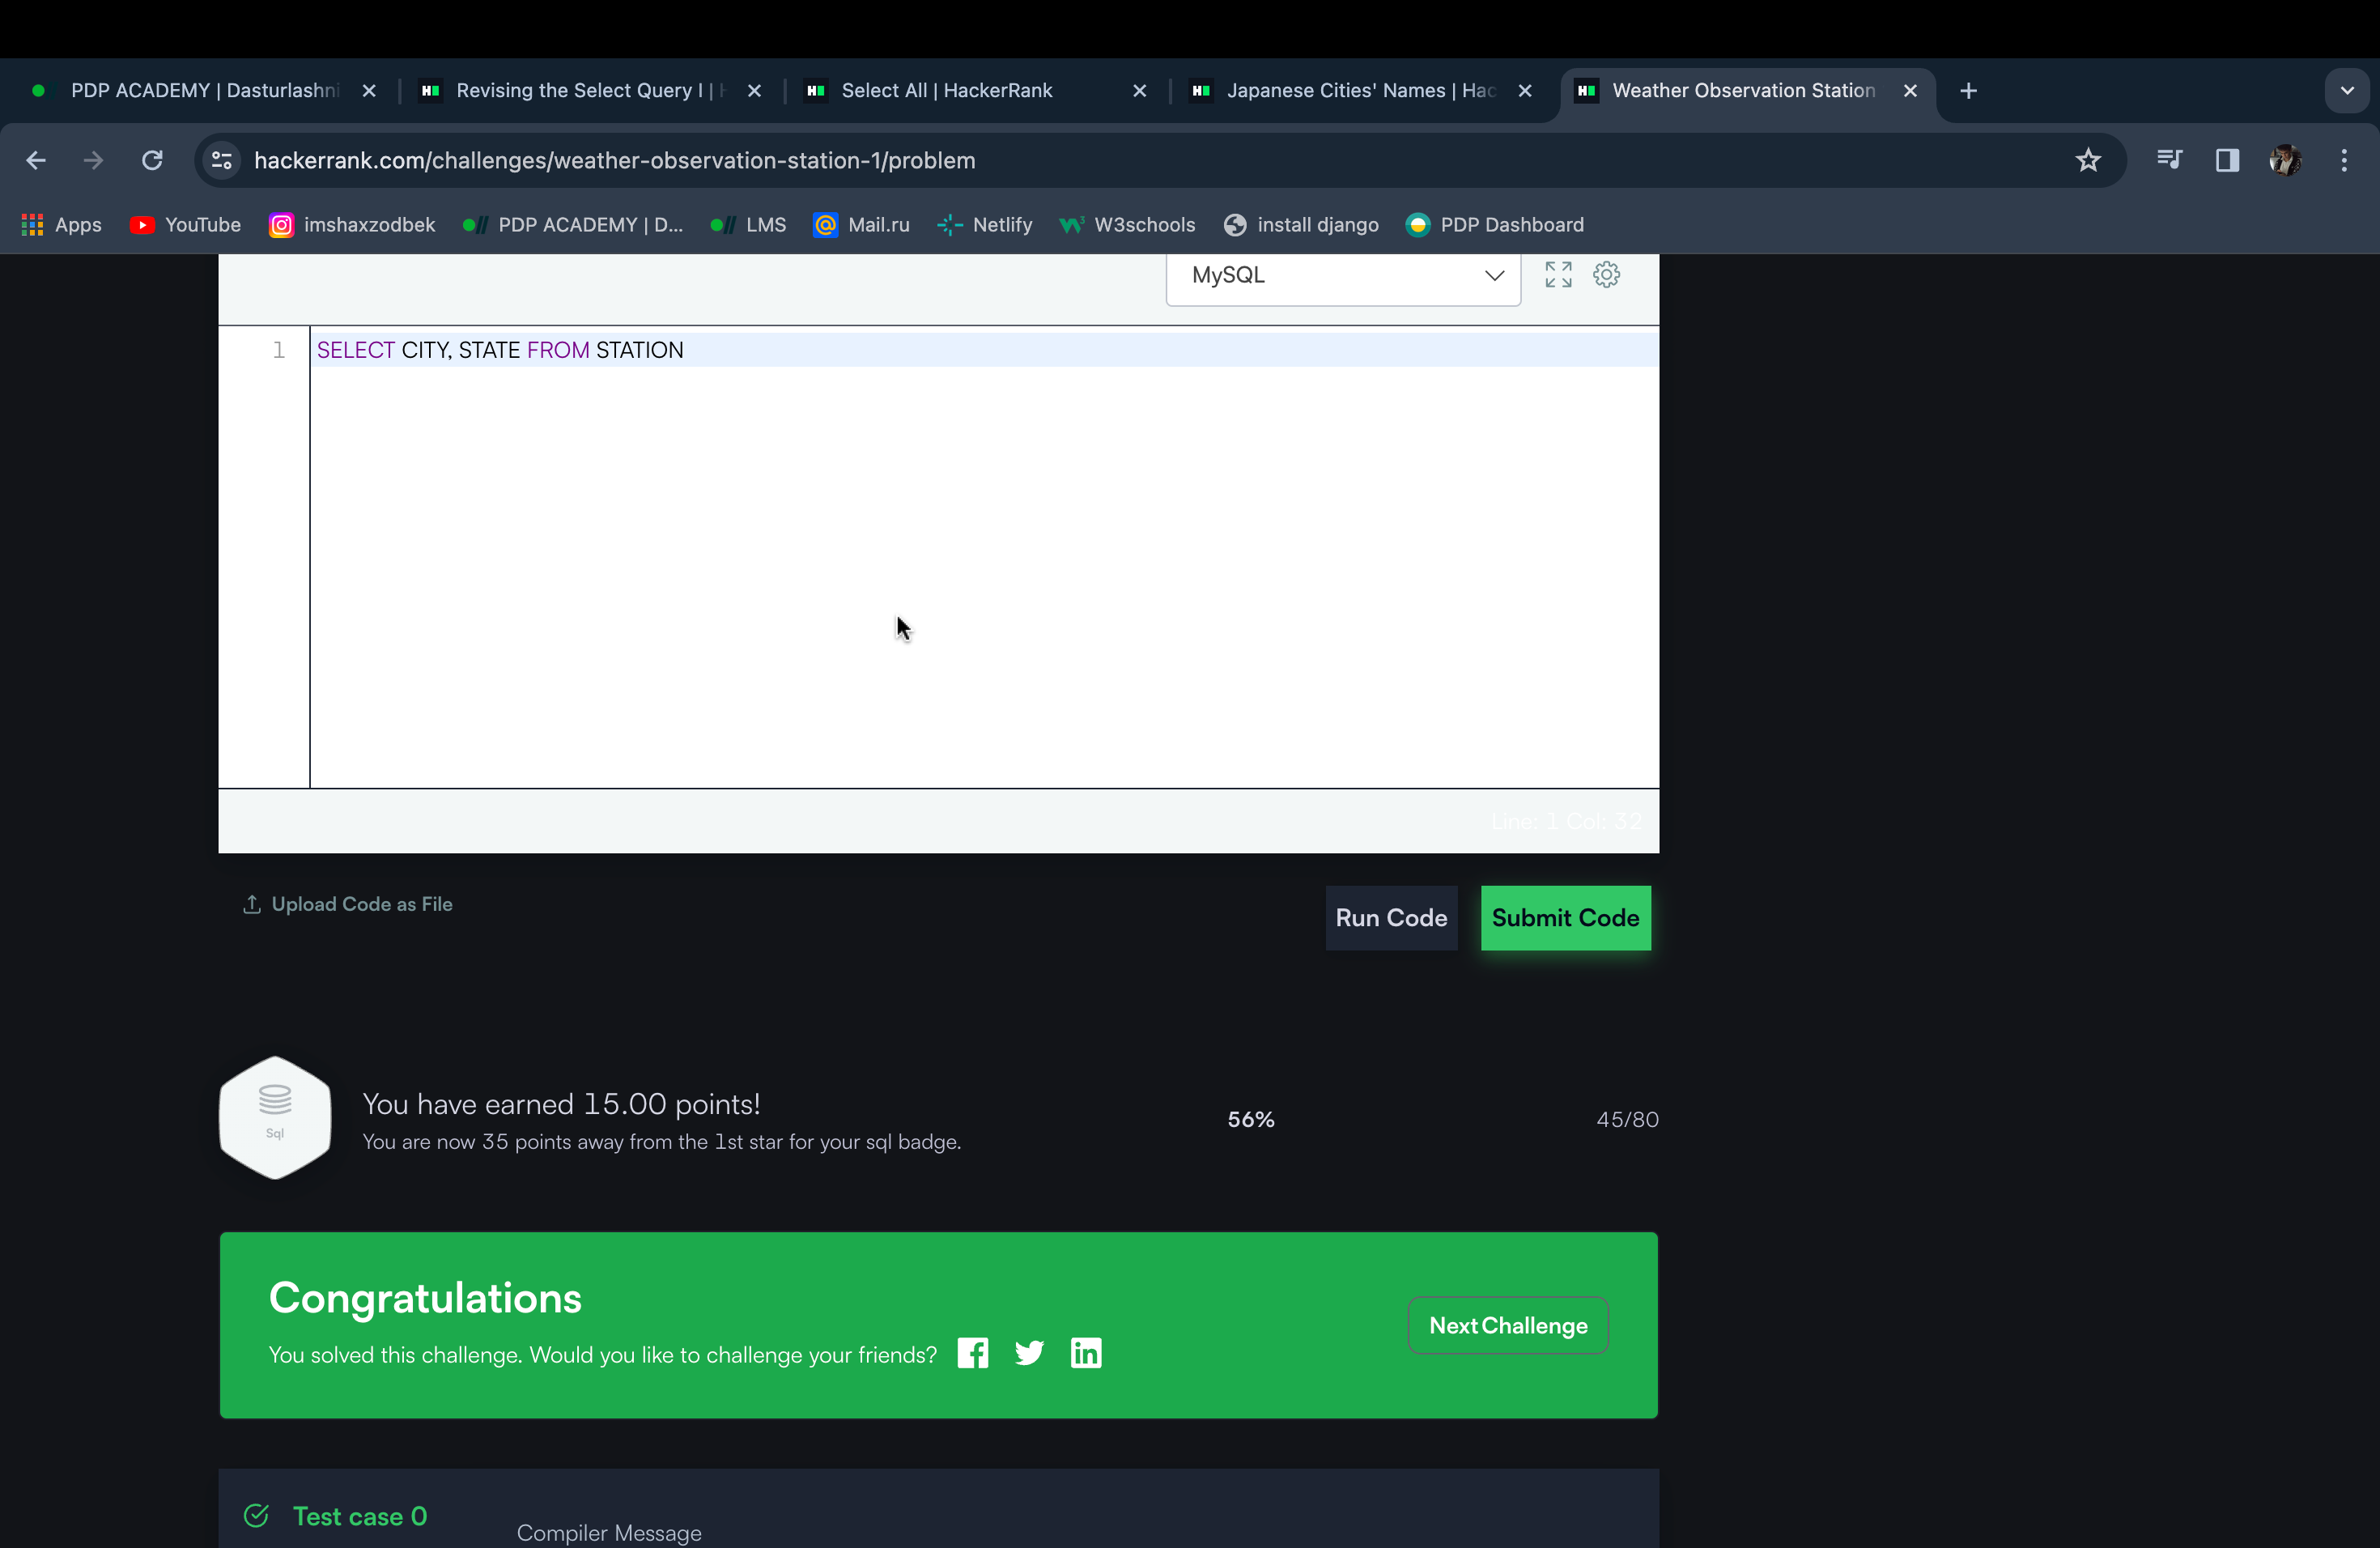 PDP ACADEMY | Dasturlashni
Revising the Select Query I |
Select All | HackerRank
Japanese Cities' Names | Hac
Weather Observation Station
hackerrank.com/challenges/weather-observation-station-1/problem
Apps
YouTube
imshaxzodbek
PDP ACADEMY | D...
LMS
Mail.ru
Netlify
W3schools
install django
PDP Dashboard
MySQL
1
SELECT CITY, STATE FROM STATION
Line: 1 Col: 32
Upload Code as File
Run Code
Submit Code
Sql
You have earned 15.00 points!
You are now 35 points away from the 1st star for your sql badge.
56%
45/80
Congratulations
You solved this challenge. Would you like to challenge your friends?
Next Challenge
Test case 0
Compiler Message